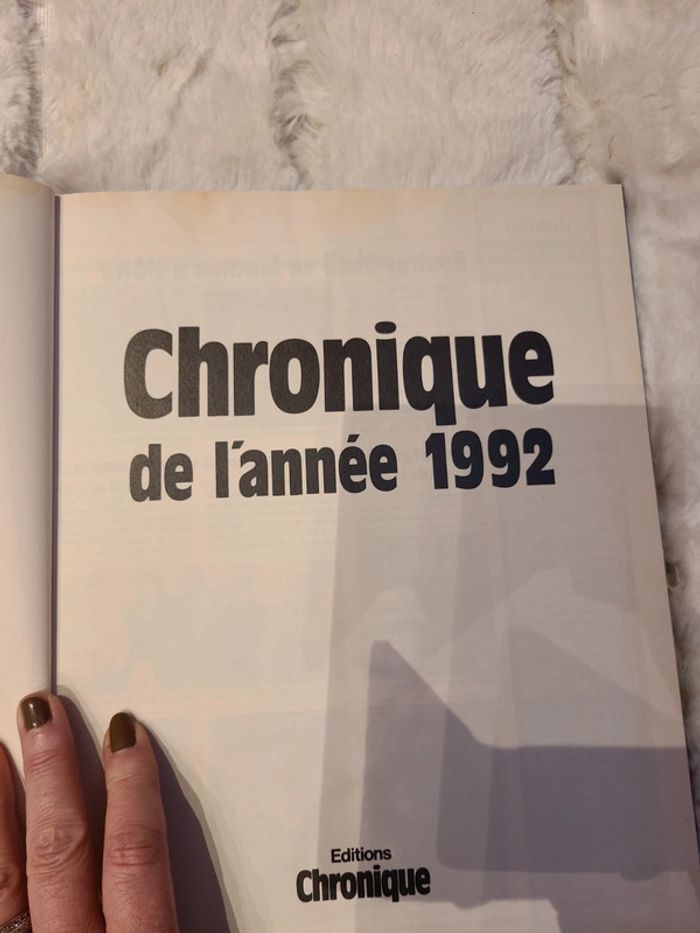 Chronique
de l'année 1992
Editions
Chronique